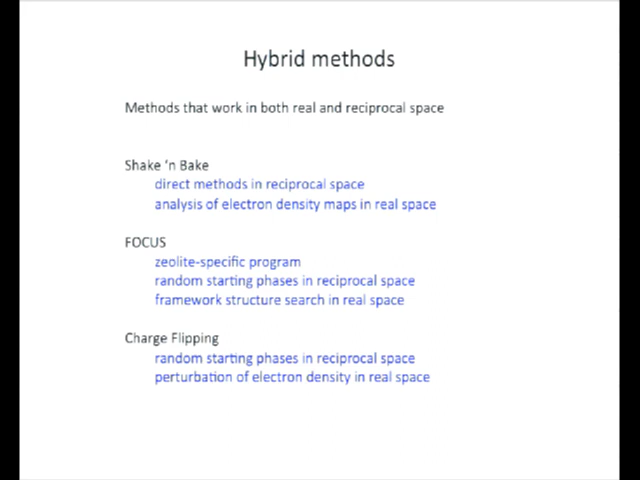 Hybrid methods
Methods that work in both real and reciprocal space
Shake ‘n Bake
direct methods in reciprocal space
analysis of electron density maps in real space
FOCUS
zeolite-specific program
random starting phases in reciprocal space
framework structure search in real space
Charge Flipping
random starting phases in reciprocal space
perturbation of electron density in real space